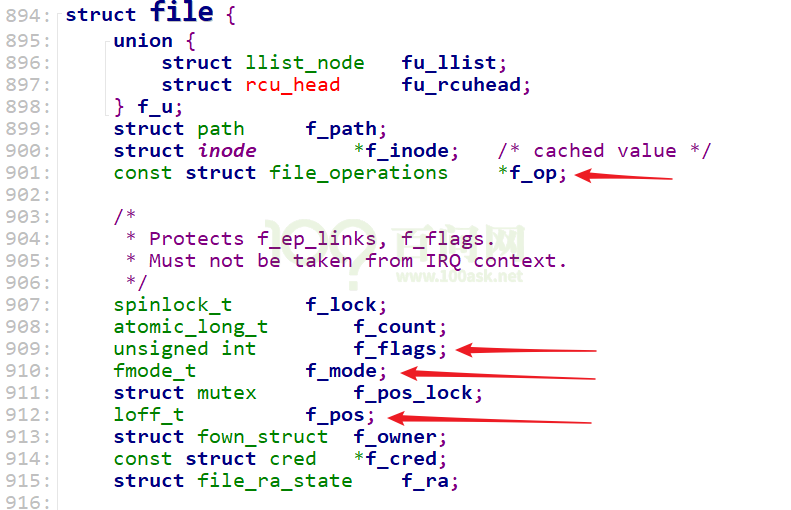 894: struct file {
895: union {
896: struct llist_node fu_llist;
897: struct rcu_head fu_rcuhead;
898: } f_u;
899: struct path f_path;
900: struct inode *f_inode; /* cached value */
901: const struct file_operations *f_op;
902:
903: /*
904: * Protects f_ep_links, f_flags.
905: * Must not be taken from IRQ context.
906: */
907: spinlock_t f_lock;
908: atomic_long_t f_count;
909: unsigned int f_flags;
910: fmode_t f_mode;
911: struct mutex f_pos_lock;
912: loff_t f_pos;
913: struct fown_struct f_owner;
914: const struct cred *f_cred;
915: struct file_ra_state f_ra;
916:
百问网
www.100ask.net